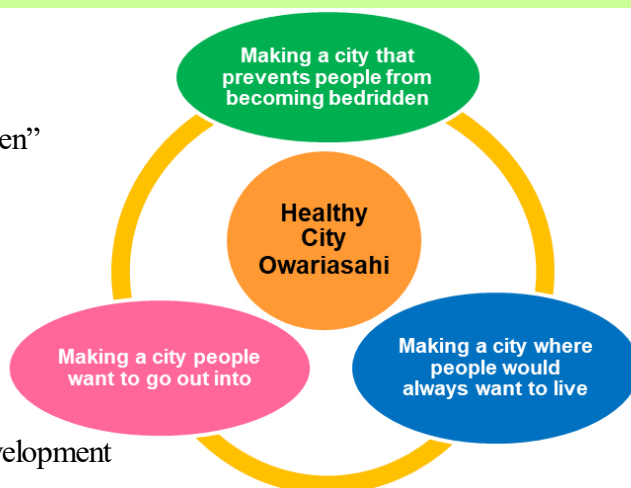 Making a city that
prevents people from
becoming bedridden
en”
Healthy
City
Owariasahi
Making a city people
want to go out into
Making a city where
people would
always want to live
velopment